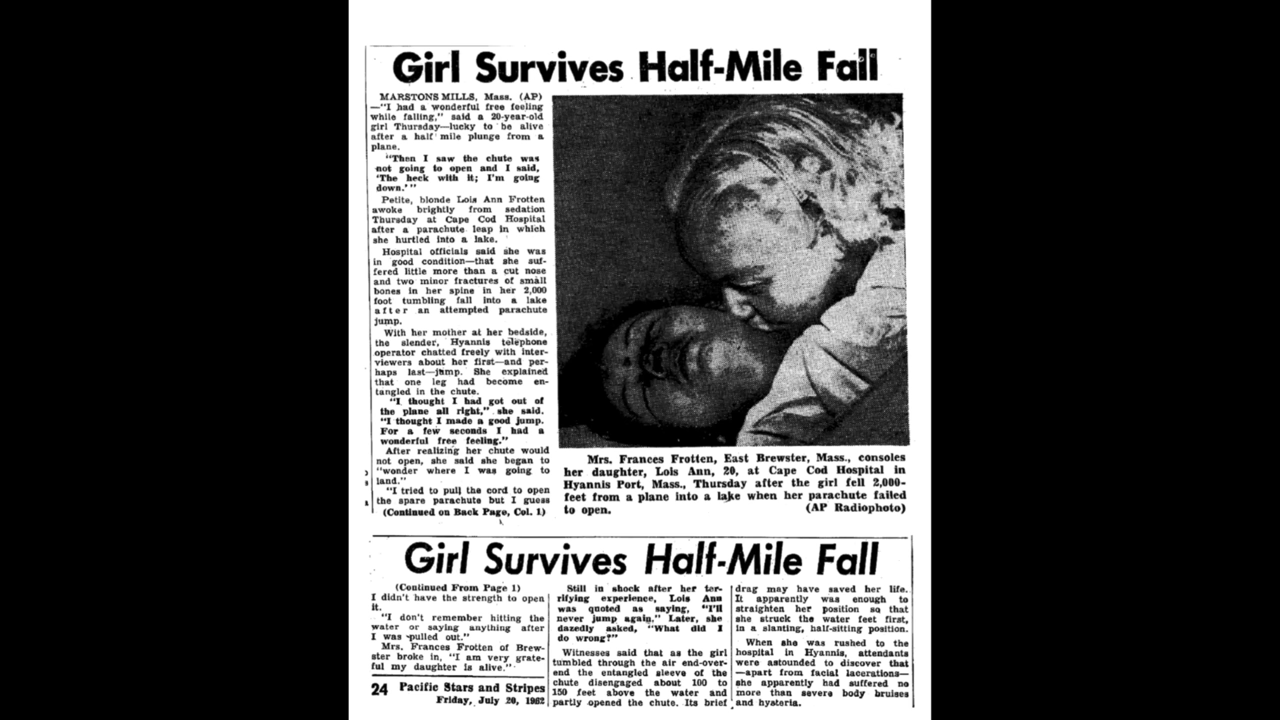 Girl Survives Half-Mile Fall
MARSTONS MILLS, Mass. (AP)
—"I had a wonderful free feeling
while falling," said a 20-year-old
girl Thursday—lucky to be alive
after a half mile plunge from a
plane.
"Then I saw the chute was
not going to open and I said,
'The heck with it; I'm going
down.'"
Petite, blonde Lois Ann Frotten
awoke brightly from sedation
Thursday at Cape Cod Hospital
after a parachute leap in which
she hurtled into a lake.
Hospital officials said she was
in good condition—that she suf-
fered little more than a cut nose
and two minor fractures of small
bones in her spine in her 2,000
foot tumbling fall into a lake
after an attempted parachute
jump.
With her mother at her bedside,
the slender, Hyannis telephone
operator chatted freely with inter-
viewers about her first—and per-
haps last—jump. She explained
that one leg had become en-
tangled in the chute.
"I thought I had got out of
the plane all right," she said.
"I thought I made a good jump.
For a few seconds I had a
wonderful free feeling."
After realizing her chute would
not open, she said she began to
"wonder where I was going to
land."
"I tried to pull the cord to open
the spare parachute but I guess
(Continued on Back Page, Col. 1)
Mrs. Frances Frotten, East Brewster, Mass., consoles
her daughter, Lois Ann, 20, at Cape Cod Hospital in
Hyannis Port, Mass., Thursday after the girl fell 2,000-
feet from a plane into a lake when her parachute failed
to open. (AP Radiophoto)
Girl Survives Half-Mile Fall
(Continued From Page 1)
I didn't have the strength to open
it.
"I don't remember hitting the
water or saying anything after
I was pulled out."
Mrs. Frances Frotten of Brew-
ster broke in, "I am very grate-
ful my daughter is alive."
24 Pacific Stars and Stripes
Friday, July 20, 1962
Still in shock after her ter-
rifying experience, Lois Ann
was quoted as saying, "I'll
never jump again." Later, she
dazedly asked, "What did I
do wrong?"
Witnesses said that as the girl
tumbled through the air end-over-
end the entangled sleeve of the
chute disengaged about 100 to
150 feet above the water and
partly opened the chute. Its brief
drag may have saved her life.
It apparently was enough to
straighten her position so that
she struck the water feet first,
in a slanting, half-sitting position.
When she was rushed to the
hospital in Hyannis, attendants
were astounded to discover that
—apart from facial lacerations—
she apparently had suffered no
more than severe body bruises
and hysteria.